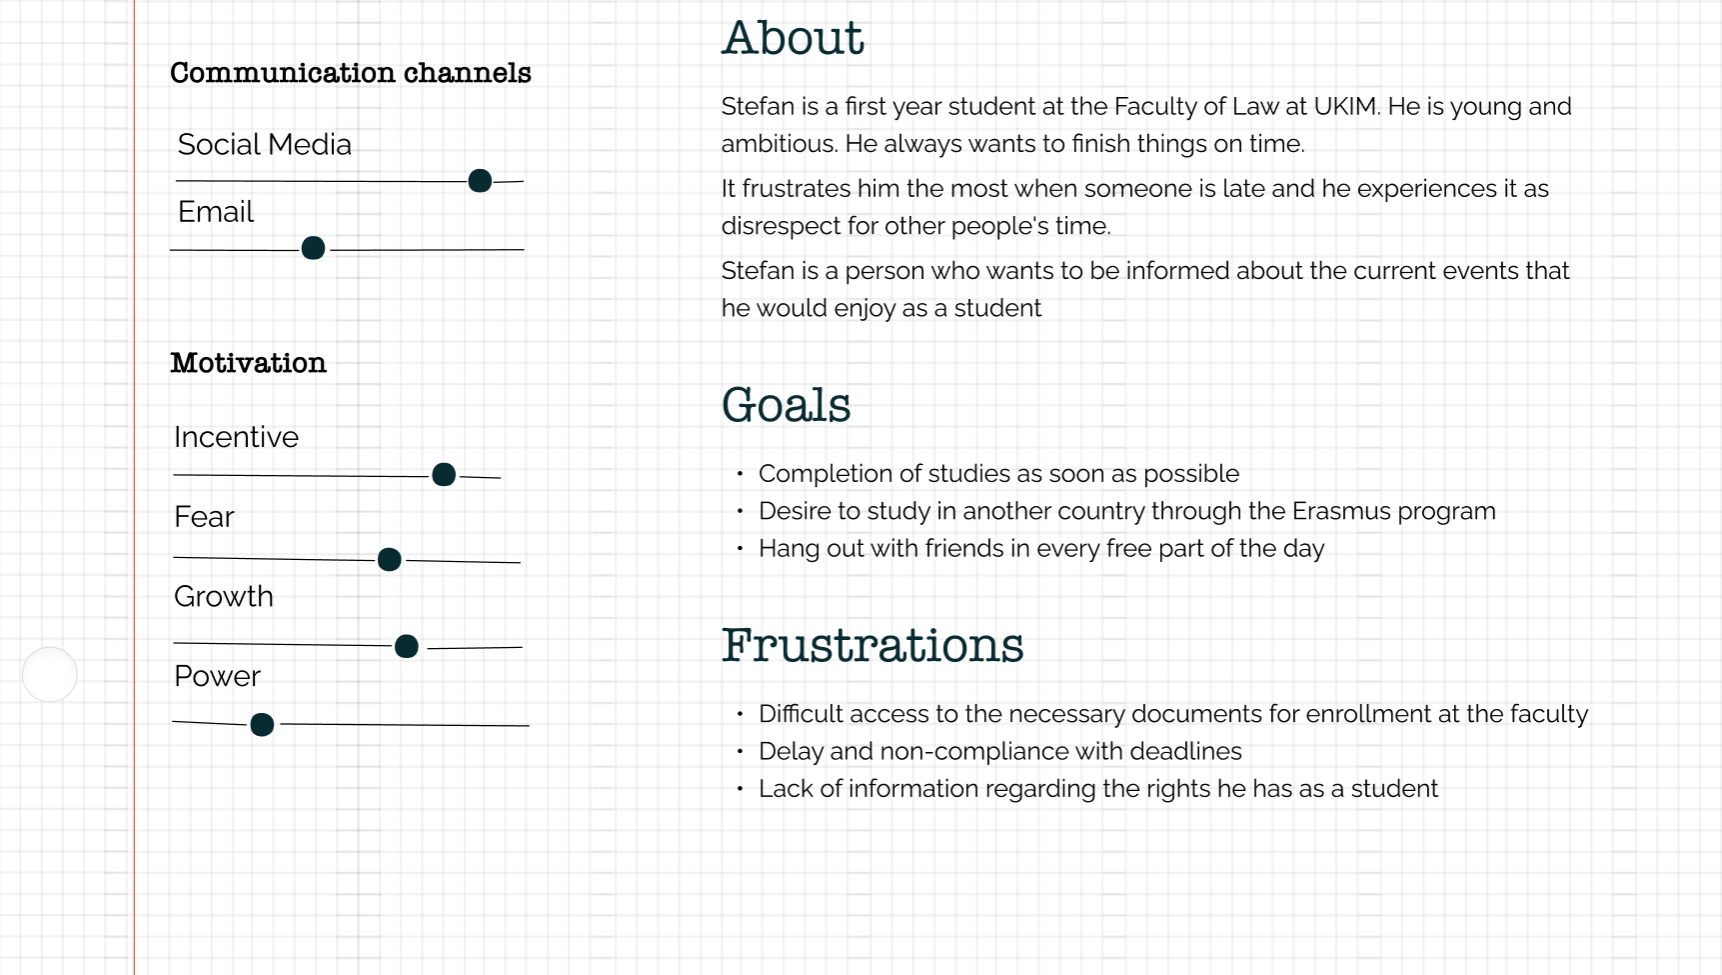 Communication channels
Social Media
Email
Motivation
Incentive
Fear
Growth
Power
About
Stefan is a first year student at the Faculty of Law at UKIM. He is young and
ambitious. He always wants to finish things on time.
It frustrates him the most when someone is late and he experiences it as
disrespect for other people's time.
Stefan is a person who wants to be informed about the current events that
he would enjoy as a student
Goals
• Completion of studies as soon as possible
• Desire to study in another country through the Erasmus program
• Hang out with friends in every free part of the day
Frustrations
• Difficult access to the necessary documents for enrollment at the faculty
• Delay and non-compliance with deadlines
• Lack of information regarding the rights he has as a student